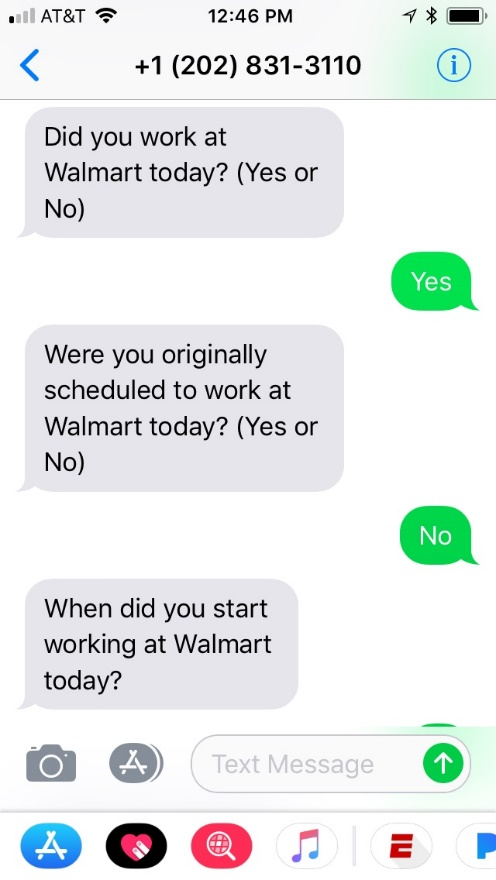 AT&T 12:46 PM
+1 (202) 831-3110
Did you work at
Walmart today? (Yes or
No)
Yes
Were you originally
scheduled to work at
Walmart today? (Yes or
No)
No
When did you start
working at Walmart
today?
Text Message